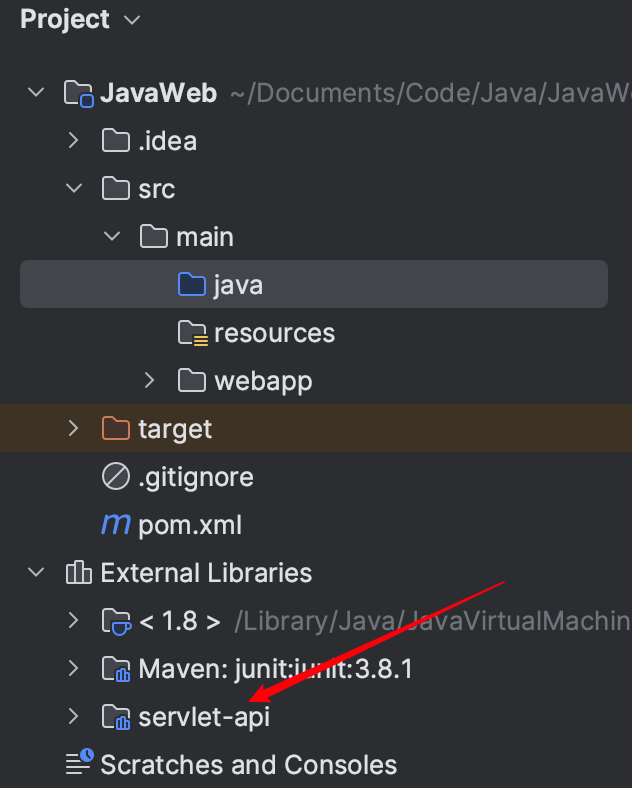 Project
JavaWeb ~/Documents/Code/Java/JavaW
.idea
src
main
java
resources
webapp
target
.gitignore
pom.xml
External Libraries
< 1.8 > /Library/Java/JavaVirtualMachin
Maven: junit:junit:3.8.1
servlet-api
Scratches and Consoles